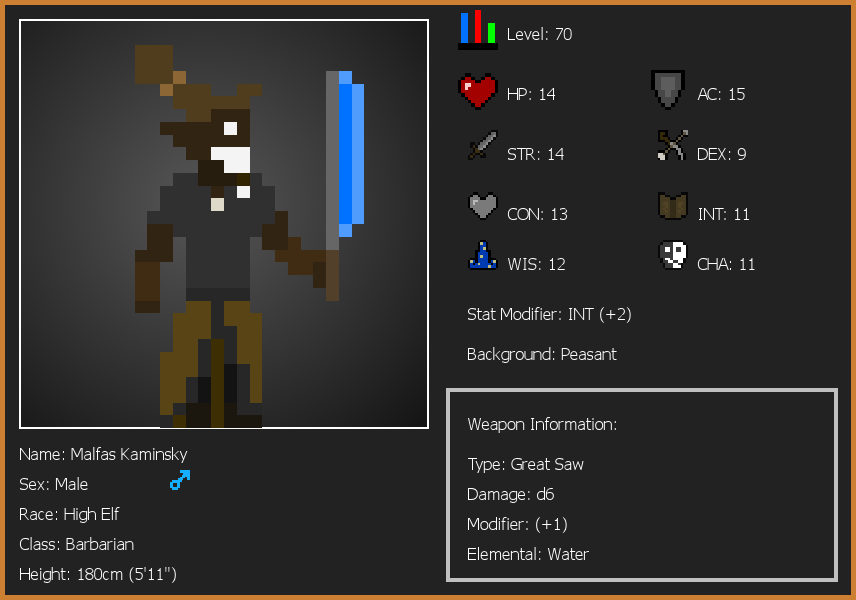 Level: 70
HP: 14
AC: 15
STR: 14
DEX: 9
CON: 13
INT: 11
WIS: 12
CHA: 11
Stat Modifier: INT (+2)
Background: Peasant
Weapon Information:
Type: Great Saw
Damage: d6
Modifier: (+1)
Elemental: Water
Name: Malfas Kaminsky
Sex: Male
Race: High Elf
Class: Barbarian
Height: 180cm (5'11")